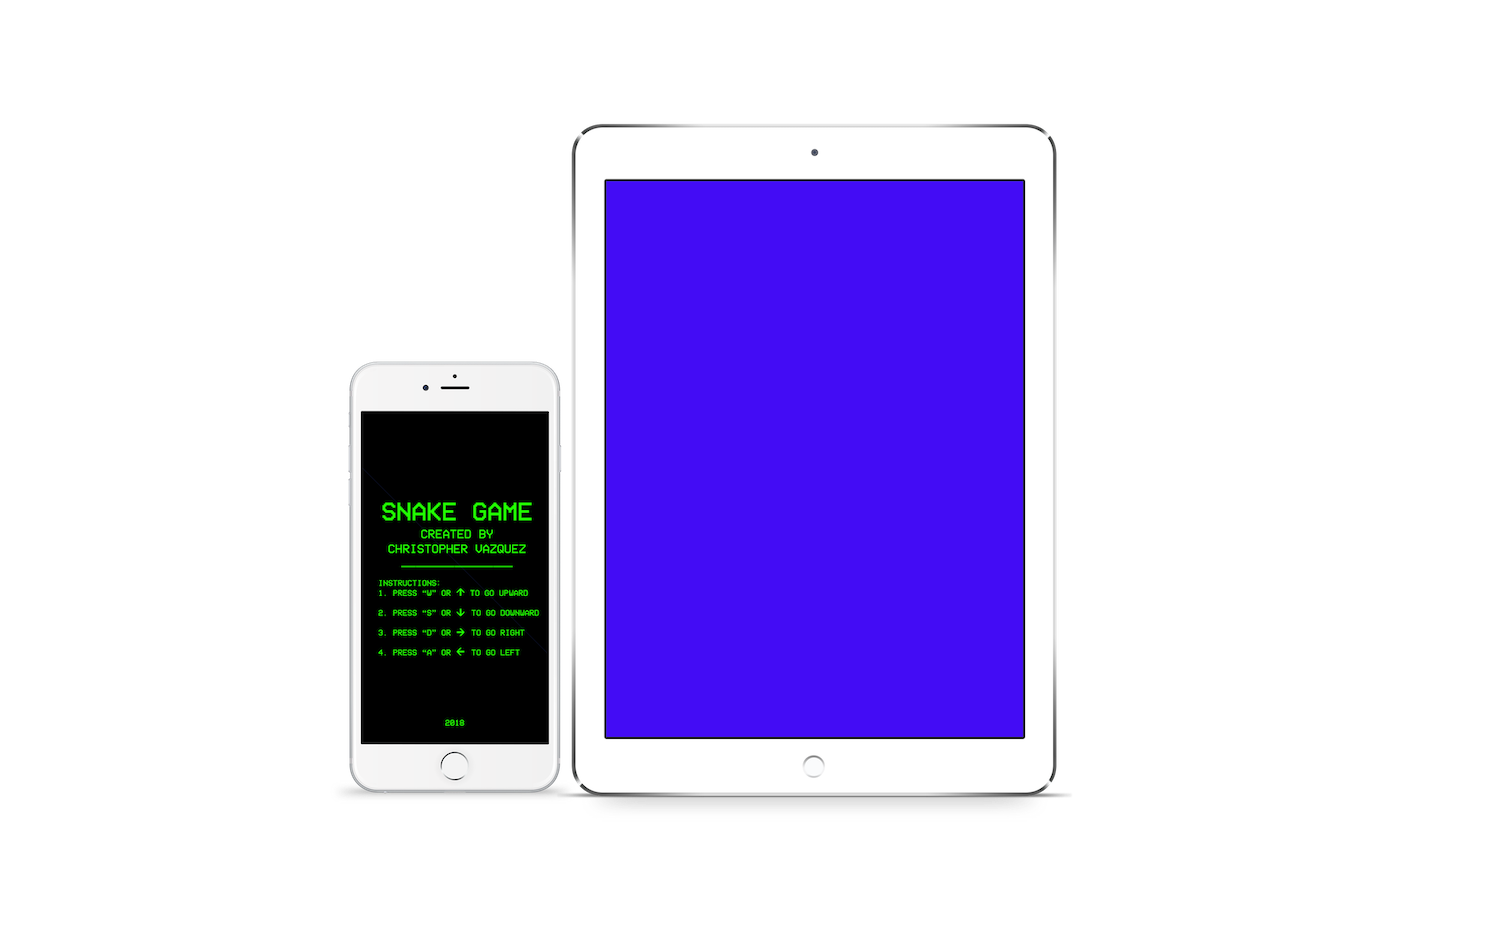 SNAKE GAME
CREATED BY
CHRISTOPHER VAZQUEZ
INSTRUCTIONS:
1. PRESS "W" OR ↑ TO GO UPWARD
2. PRESS "S" OR ↓ TO GO DOWNWARD
3. PRESS "D" OR → TO GO RIGHT
4. PRESS "A" OR ← TO GO LEFT
2018